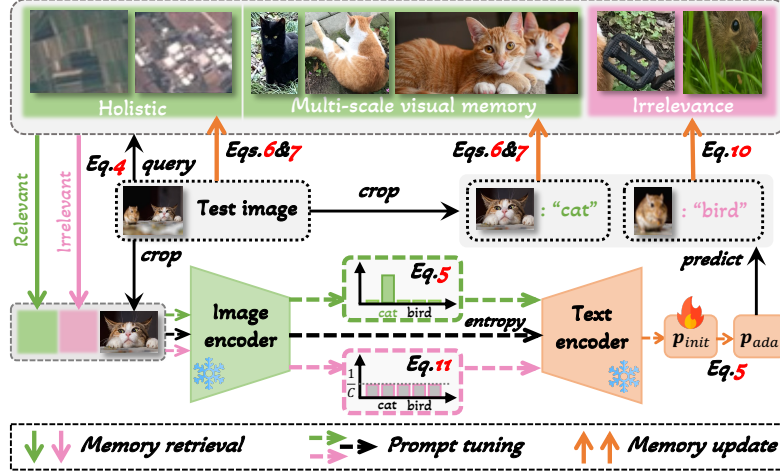 Holistic
Multi-scale visual memory
Irrelevance
Relevant
Irrelevant
Eq.4 query
Eqs.6&7
Eqs.6&7
Eq.10
Test image
crop
: "cat"
: "bird"
crop
predict
Image
encoder
Eq.5
cat bird
entropy
Eq.11
1
C
cat bird
Text
encoder
p init
p ada
Eq.5
Memory retrieval
Prompt tuning
Memory update